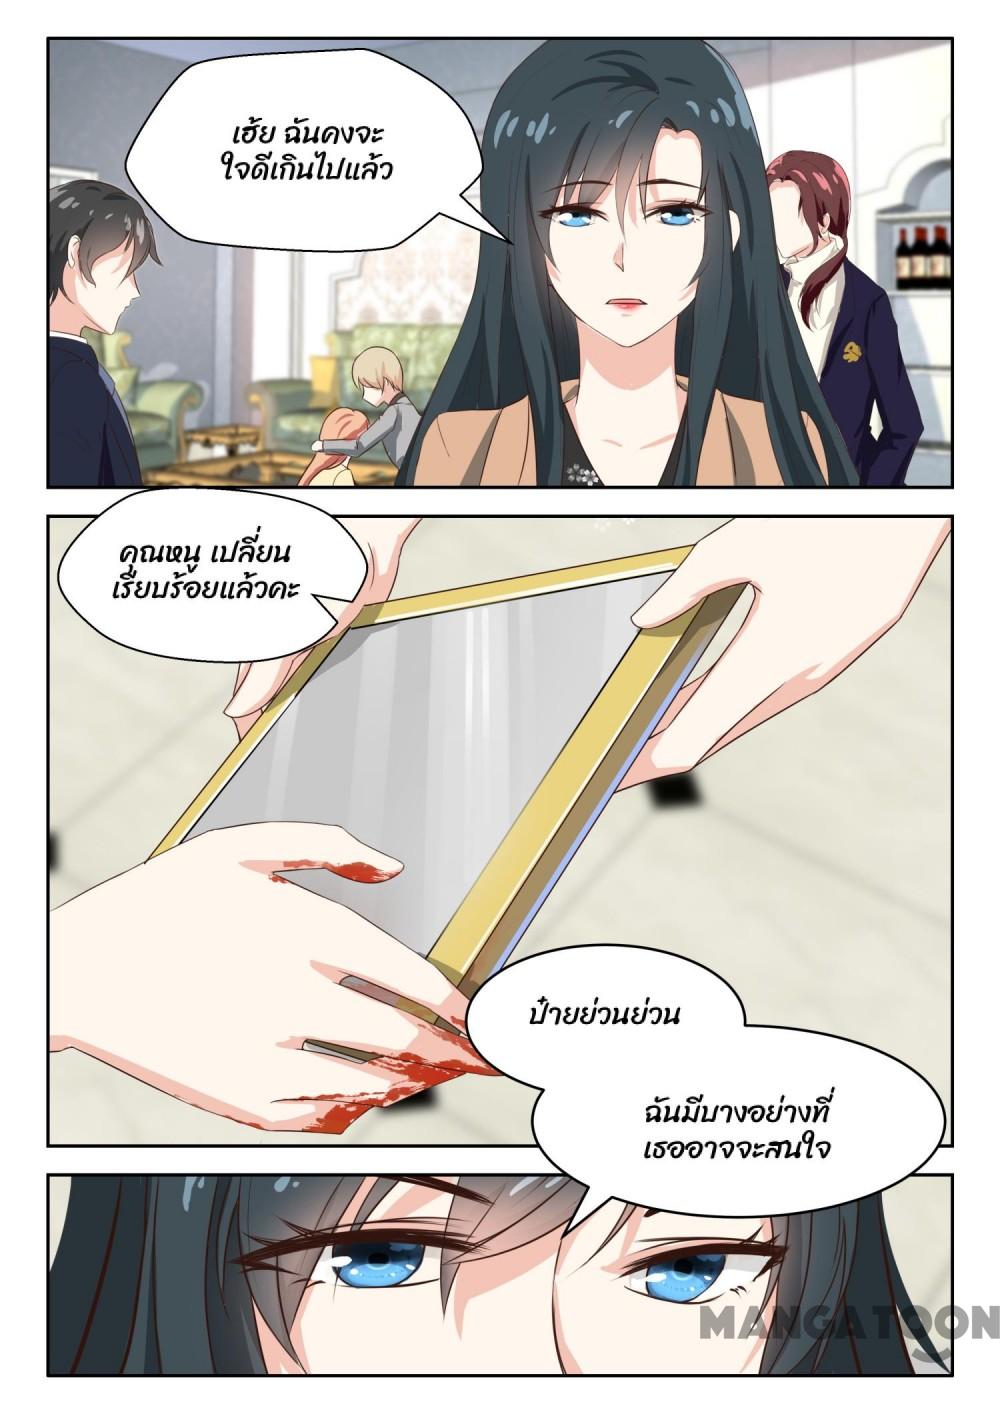 เฮ้ย ฉันคงจะ
ใจดีเกินไปแล้ว
คุณหนู เปลี่ยน
เรียบร้อยแล้วคะ
ป๋ายย่วนย่วน
ฉันมีบางอย่างที่
เธออาจจะสนใจ
MANGATOON